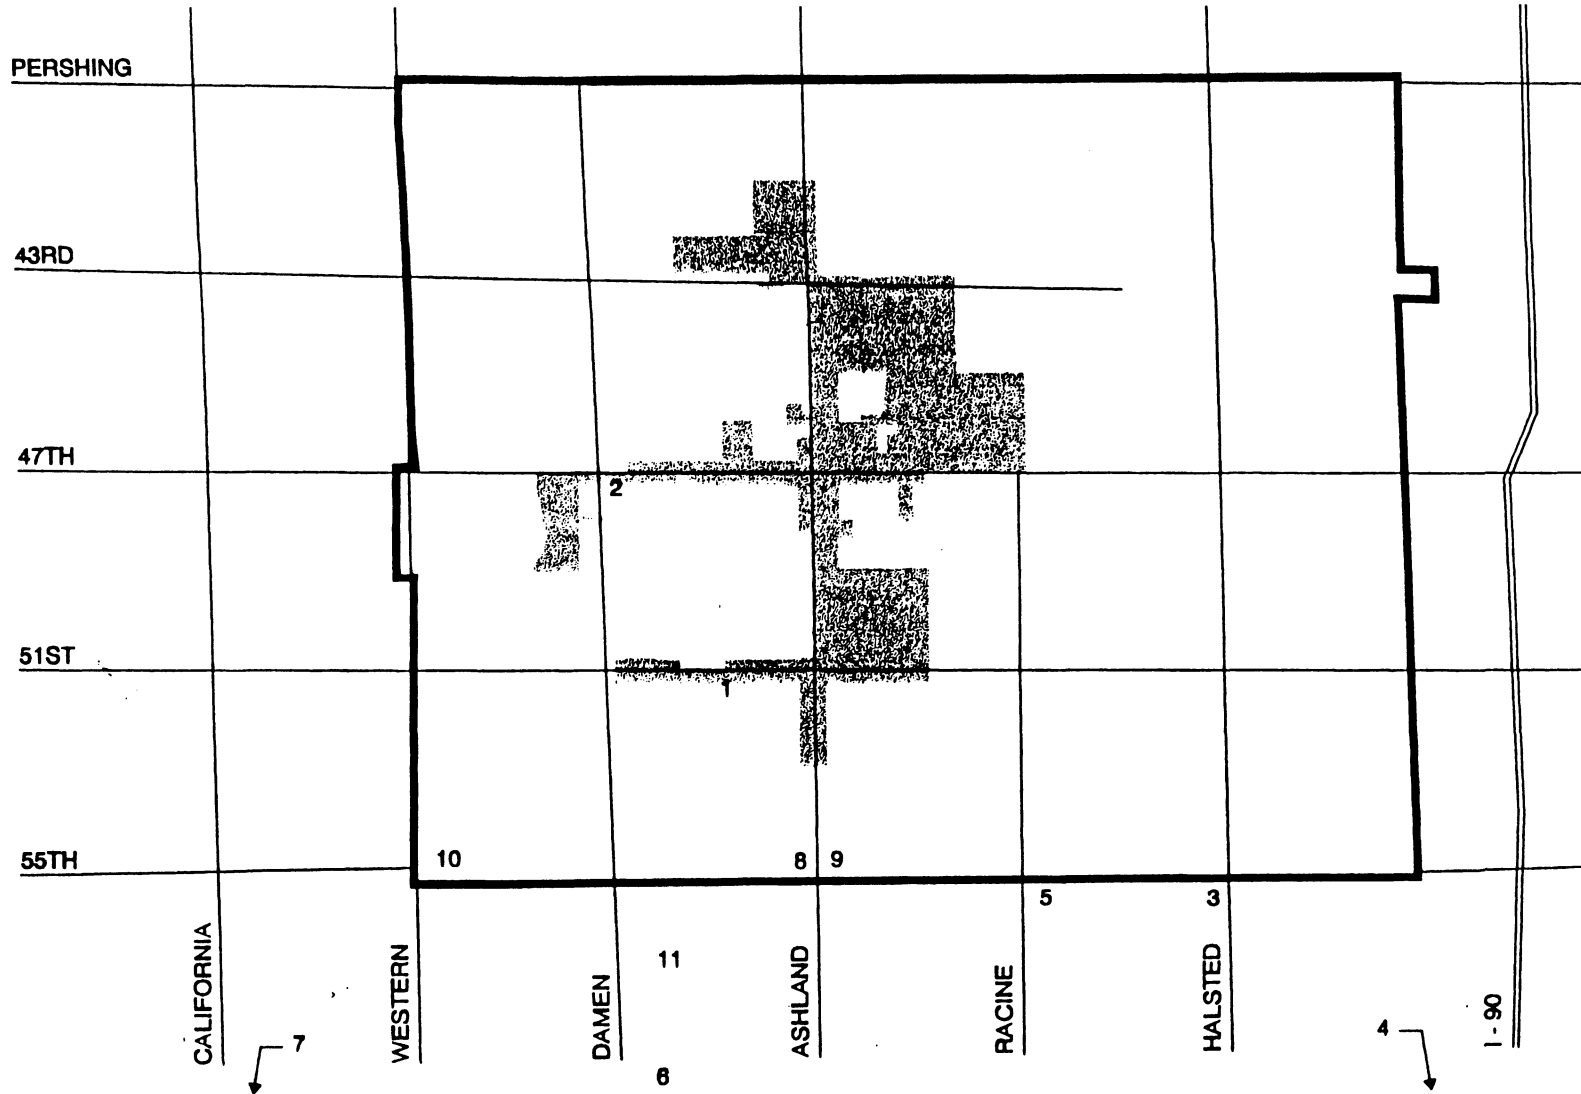 PERSHING
43RD
47TH
2
51ST
1
55TH
10
8
9
5
3
11
CALIFORNIA
WESTERN
DAMEN
ASHLAND
RACINE
HALSTED
I - 90
7
4
6